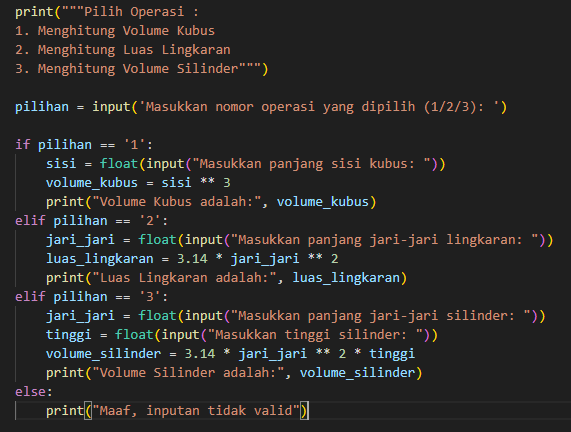 print("""Pilih Operasi :
1. Menghitung Volume Kubus
2. Menghitung Luas Lingkaran
3. Menghitung Volume Silinder""")
pilihan = input('Masukkan nomor operasi yang dipilih (1/2/3): ')
if pilihan == '1':
    sisi = float(input("Masukkan panjang sisi kubus: "))
    volume_kubus = sisi ** 3
    print("Volume Kubus adalah:", volume_kubus)
elif pilihan == '2':
    jari_jari = float(input("Masukkan panjang jari-jari lingkaran: "))
    luas_lingkaran = 3.14 * jari_jari ** 2
    print("Luas Lingkaran adalah:", luas_lingkaran)
elif pilihan == '3':
    jari_jari = float(input("Masukkan panjang jari-jari silinder: "))
    tinggi = float(input("Masukkan tinggi silinder: "))
    volume_silinder = 3.14 * jari_jari ** 2 * tinggi
    print("Volume Silinder adalah:", volume_silinder)
else:
    print("Maaf, inputan tidak valid")